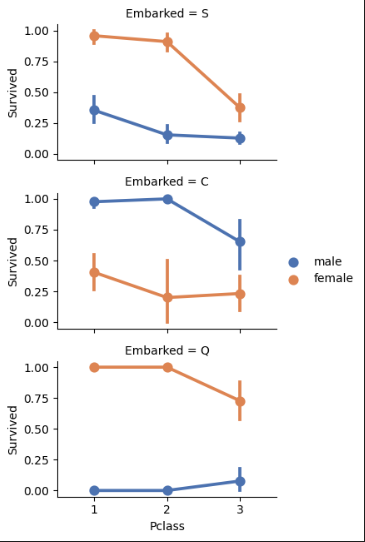 Embarked = S
1.00
0.75
0.50
0.25
0.00
Survived
Embarked = C
1.00
0.75
0.50
0.25
0.00
Survived
male
female
Embarked = Q
1.00
0.75
0.50
0.25
0.00
Survived
1 2 3
Pclass